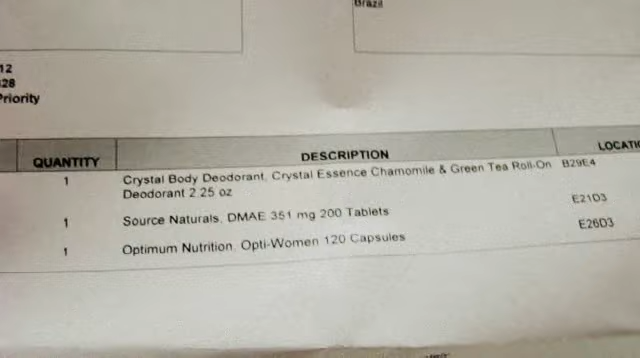 Brazil
12
328
Priority
QUANTITY DESCRIPTION LOCATIO
1 Crystal Body Deodorant, Crystal Essence Chamomile & Green Tea Roll-On B29E4
Deodorant 2.25 oz
1 Source Naturals, DMAE 351 mg 200 Tablets E21D3
1 Optimum Nutrition, Opti-Women 120 Capsules E26D3